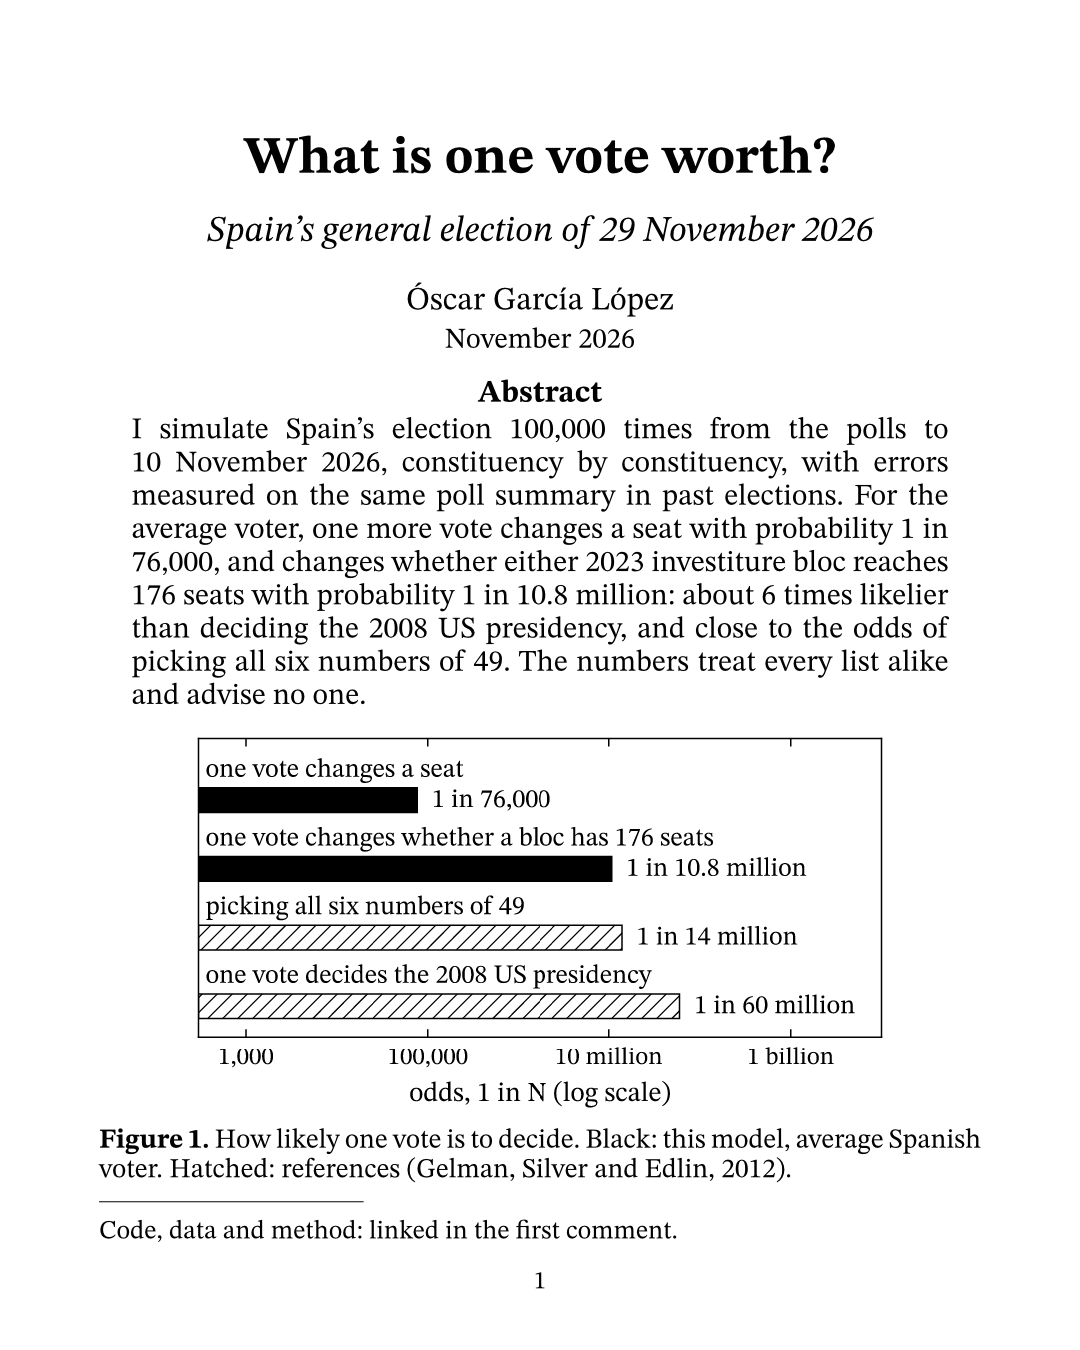 What is one vote worth?
Spain’s general election of 29 November 2026
Óscar García López
November 2026
Abstract
I simulate Spain’s election 100,000 times from the polls to
10 November 2026, constituency by constituency, with errors
measured on the same poll summary in past elections. For the
average voter, one more vote changes a seat with probability 1 in
76,000, and changes whether either 2023 investiture bloc reaches
176 seats with probability 1 in 10.8 million: about 6 times likelier
than deciding the 2008 US presidency, and close to the odds of
picking all six numbers of 49. The numbers treat every list alike
and advise no one.
one vote changes a seat
1 in 76,000
one vote changes whether a bloc has 176 seats
1 in 10.8 million
picking all six numbers of 49
1 in 14 million
one vote decides the 2008 US presidency
1 in 60 million
1,000 100,000 10 million 1 billion
odds, 1 in N (log scale)
Figure 1. How likely one vote is to decide. Black: this model, average Spanish
voter. Hatched: references (Gelman, Silver and Edlin, 2012).
Code, data and method: linked in the first comment.
1